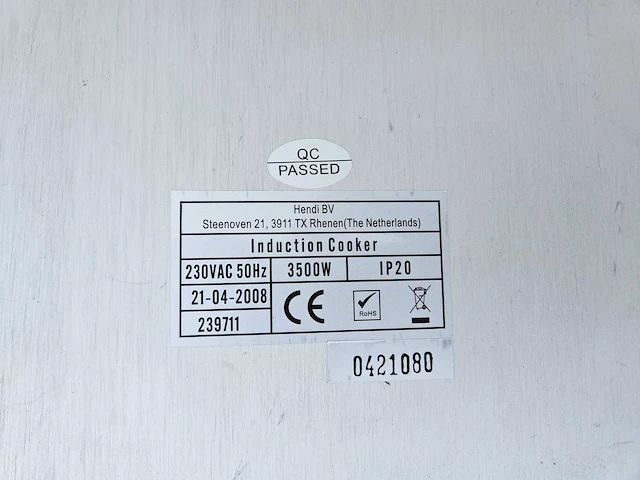 QC
PASSED
Hendi BV
Steenoven 21, 3911 TX Rhenen(The Netherlands)
Induction Cooker
230VAC 50Hz 3500W IP20
21-04-2008
CE
RoHS
239711
0421080